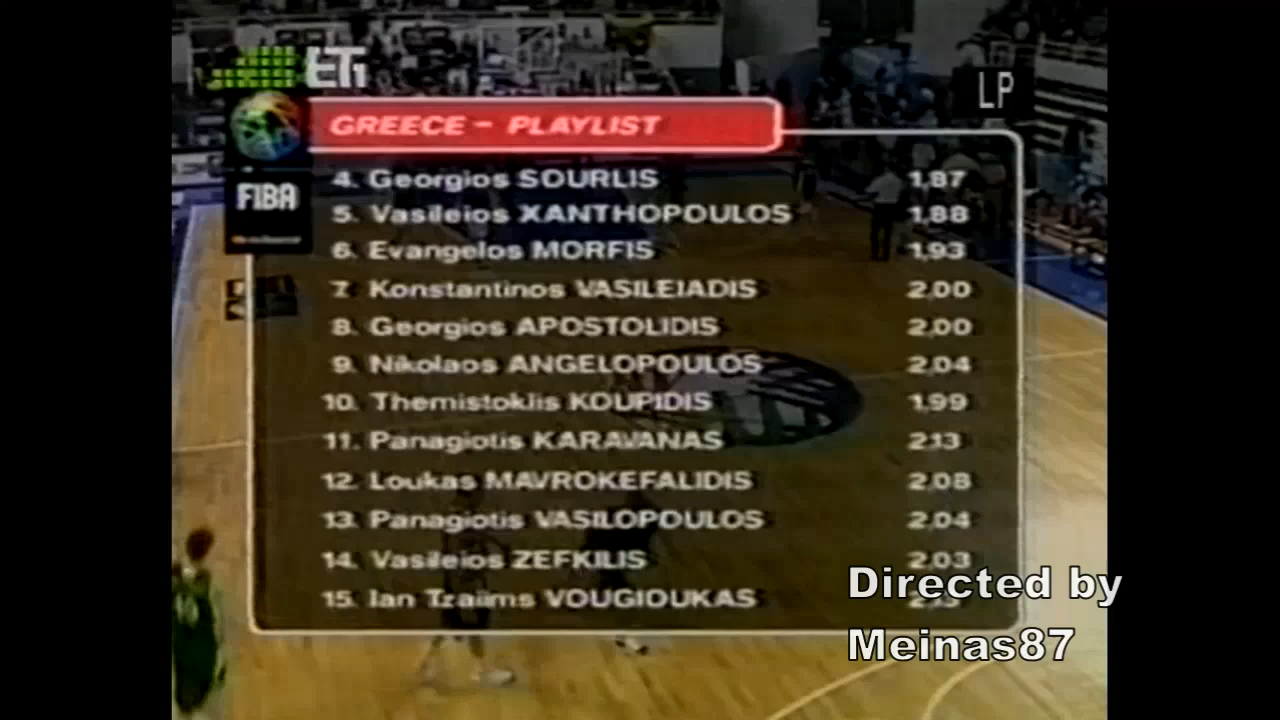 ET1
LP
GREECE - PLAYLIST
FIBA
4. Georgios SOURLIS 1,87
5. Vasileios XANTHOPOULOS 1,88
6. Evangelos MORFIS 1,93
7. Konstantinos VASILEIADIS 2,00
8. Georgios APOSTOLIDIS 2,00
9. Nikolaos ANGELOPOULOS 2,04
10. Themistoklis KOUPIDIS 1,99
11. Panagiotis KARAVANAS 2,13
12. Loukas MAVROKEFALIDIS 2,08
13. Panagiotis VASILOPOULOS 2,04
14. Vasileios ZEFKILIS 2,03
15. Ian Tzaiims VOUGIDUKAS
Directed by
Meinas87